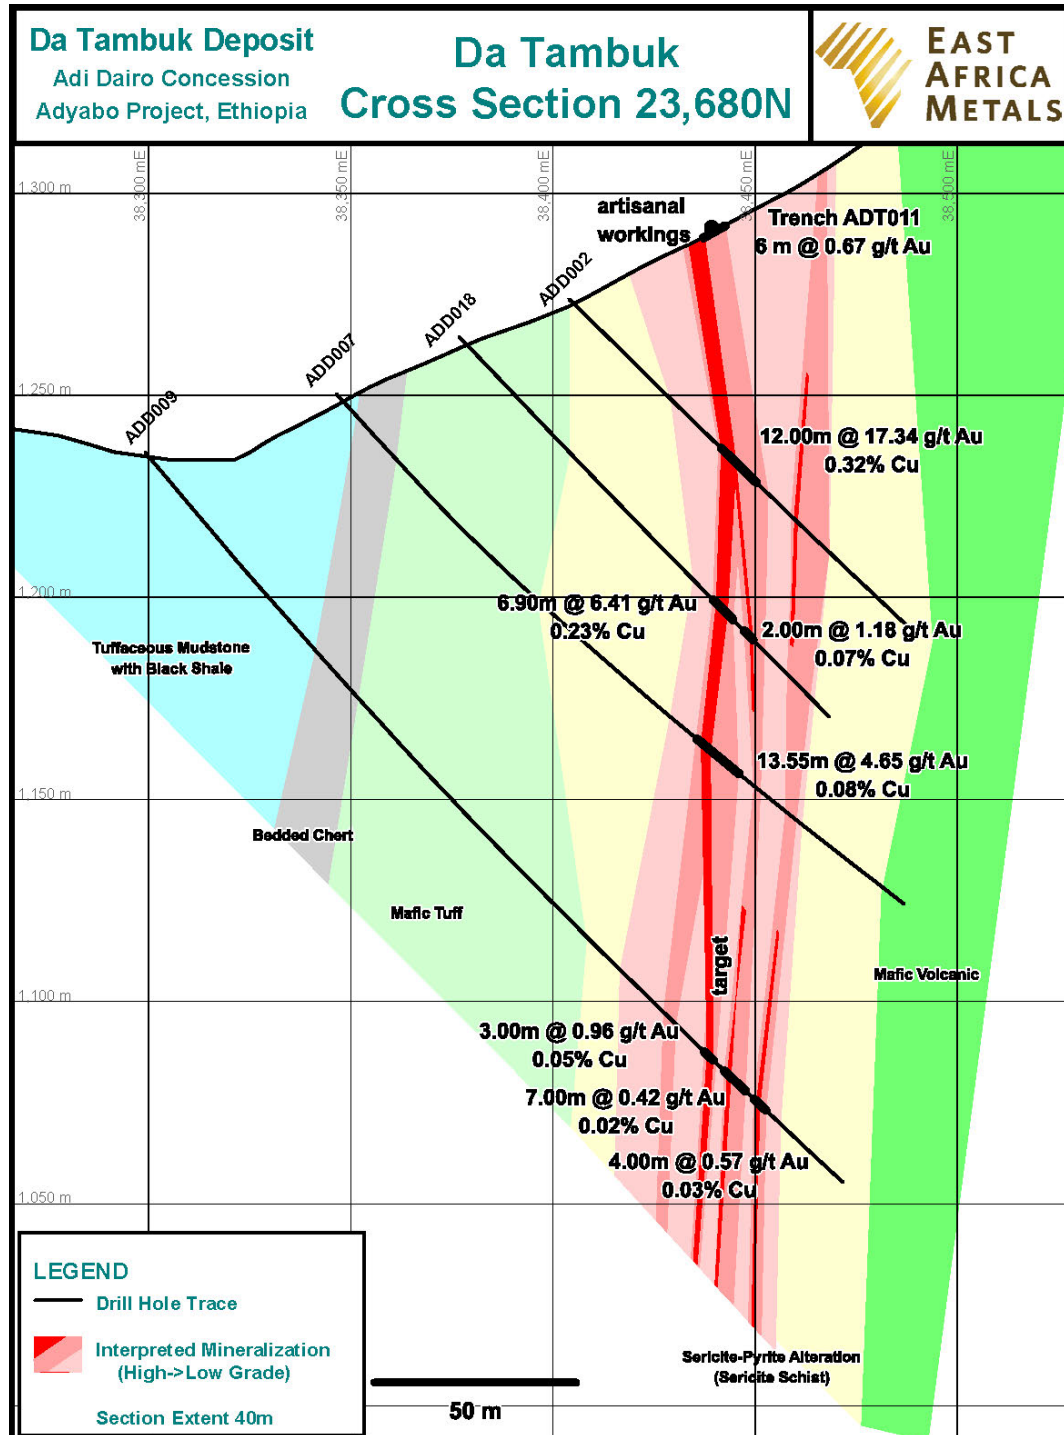 Da Tambuk Deposit
Adi Dairo Concession
Adyabo Project, Ethiopia
Da Tambuk
Cross Section 23,680N
EAST
AFRICA
METALS
38,300 mE
38,350 mE
38,400 mE
38,450 mE
38,500 mE
1,300 m
artisanal
workings
Trench ADT011
6 m @ 0.67 g/t Au
ADD002
ADD018
ADD007
ADD009
1,250 m
12.00m @ 17.34 g/t Au
0.32% Cu
1,200 m
6.90m @ 6.41 g/t Au
0.23% Cu
2.00m @ 1.18 g/t Au
0.07% Cu
Tuffaceous Mudstone
with Black Shale
13.55m @ 4.65 g/t Au
0.08% Cu
1,150 m
Bedded Chert
Mafic Tuff
target
Mafic Volcanic
1,100 m
3.00m @ 0.96 g/t Au
0.05% Cu
7.00m @ 0.42 g/t Au
0.02% Cu
4.00m @ 0.57 g/t Au
0.03% Cu
1,050 m
LEGEND
Drill Hole Trace
Interpreted Mineralization
(High->Low Grade)
Section Extent 40m
50 m
Sericite-Pyrite Alteration
(Sericite Schist)